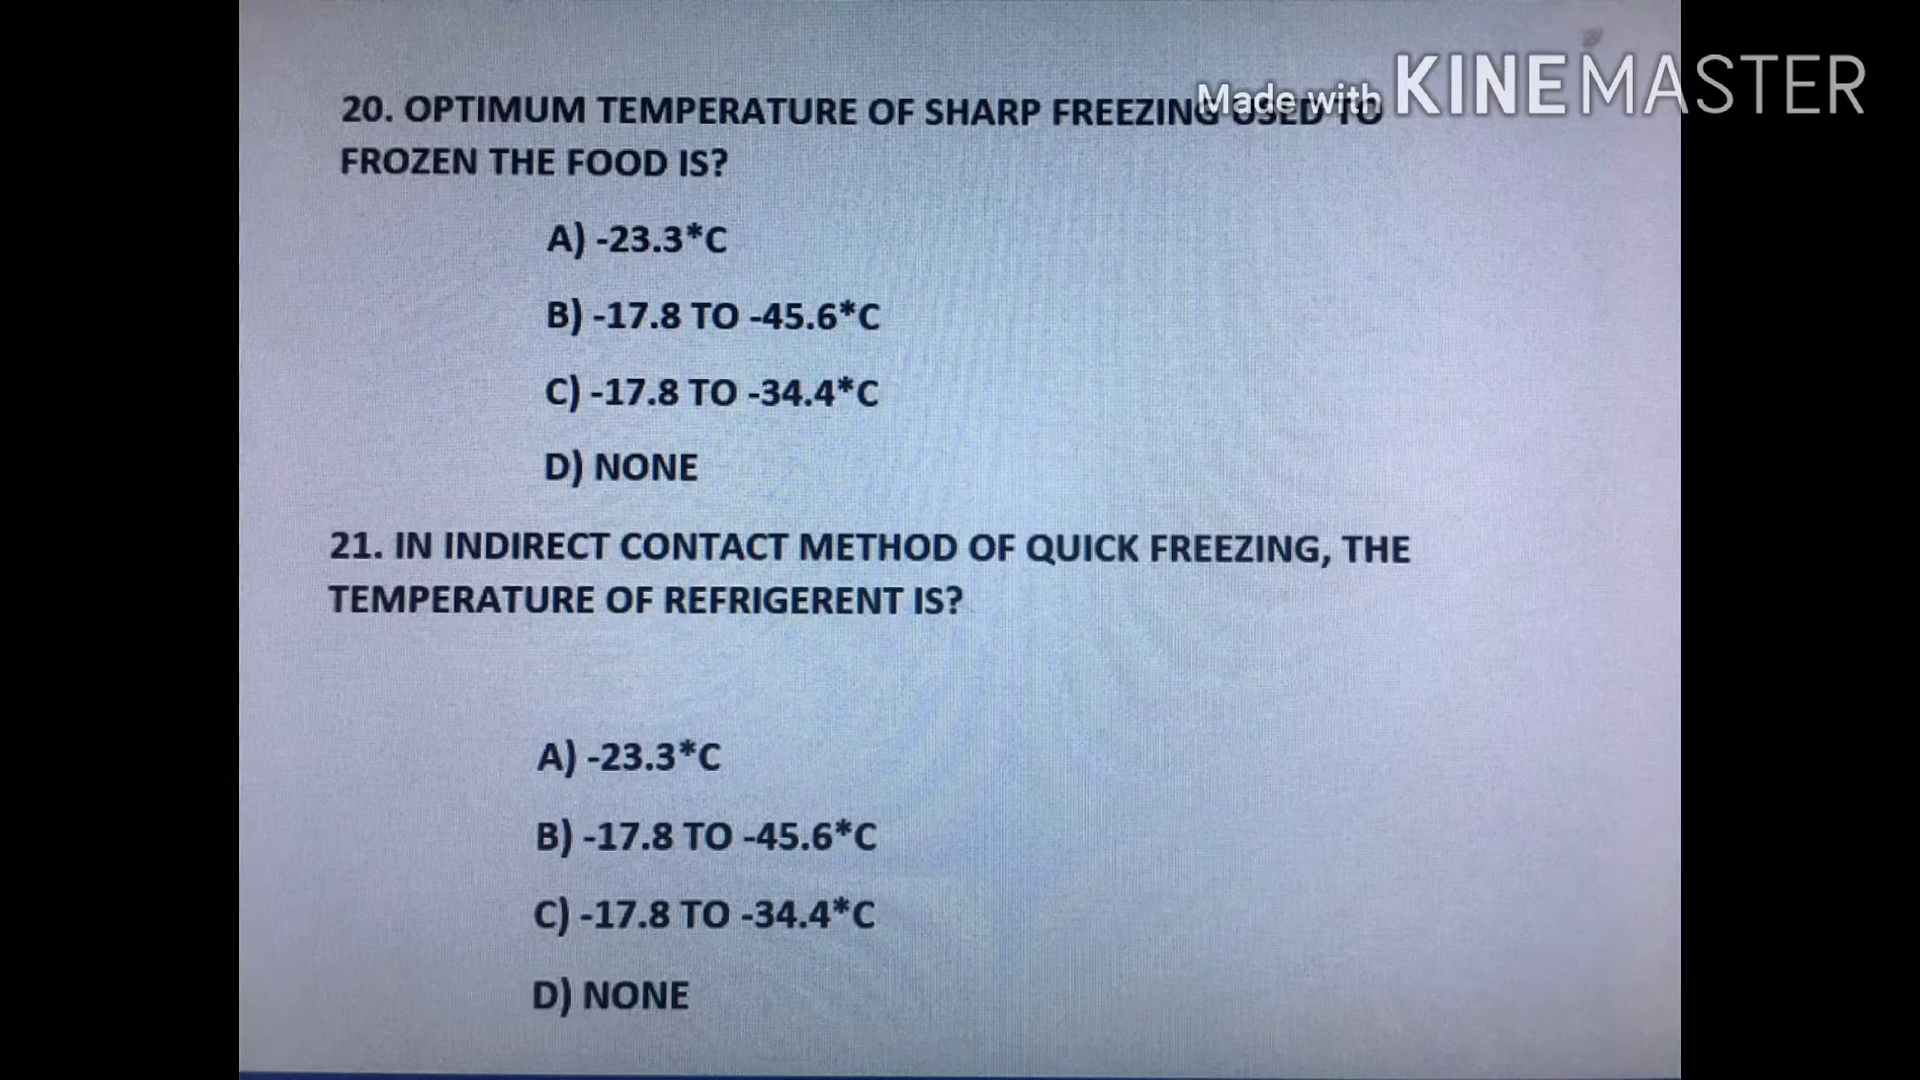 Made with KINEMASTER
20. OPTIMUM TEMPERATURE OF SHARP FREEZING USED TO
FROZEN THE FOOD IS?
A) -23.3*C
B) -17.8 TO -45.6*C
C) -17.8 TO -34.4*C
D) NONE
21. IN INDIRECT CONTACT METHOD OF QUICK FREEZING, THE
TEMPERATURE OF REFRIGERENT IS?
A) -23.3*C
B) -17.8 TO -45.6*C
C) -17.8 TO -34.4*C
D) NONE